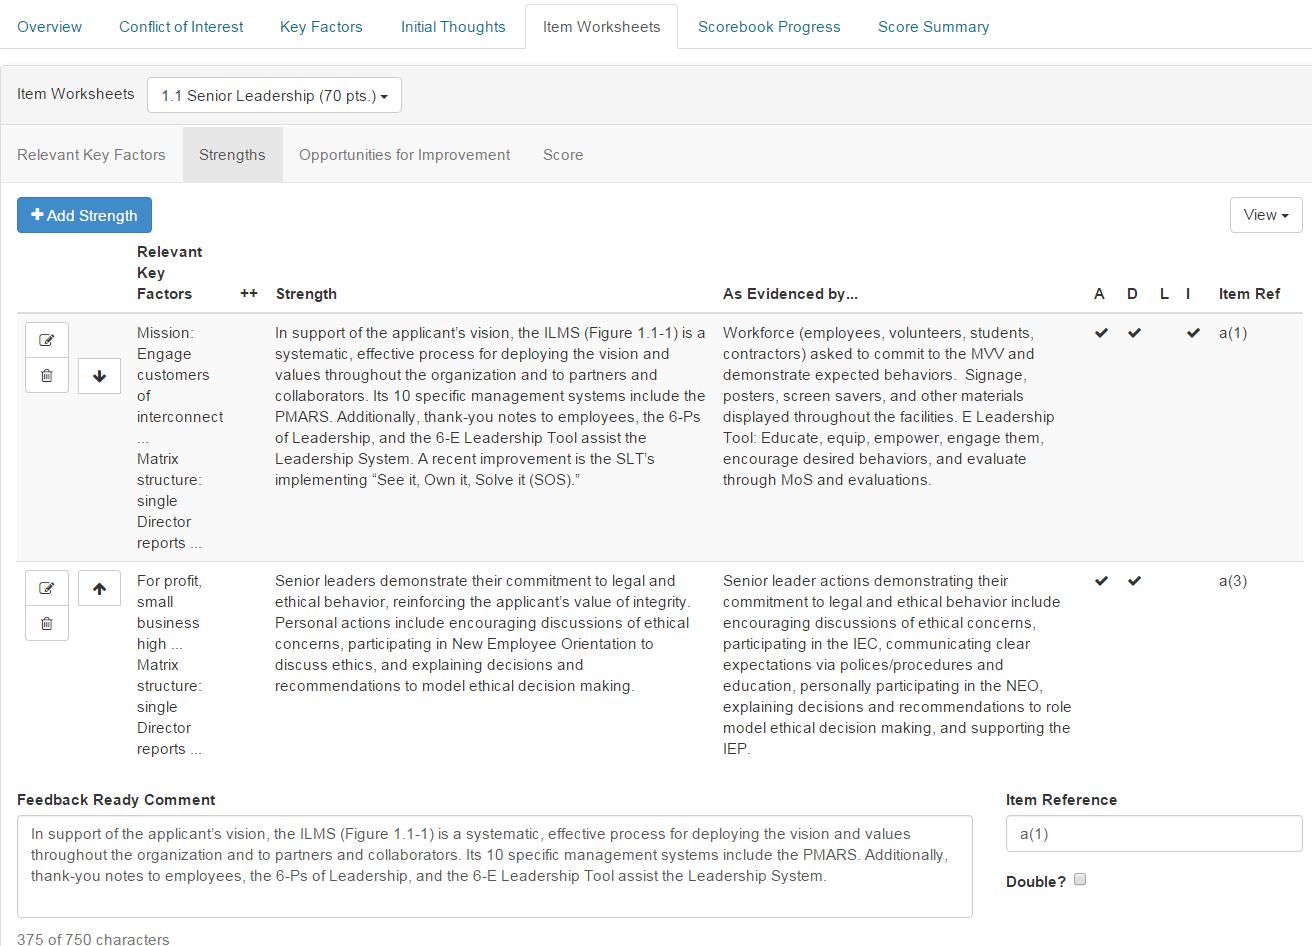 Overview Conflict of Interest Key Factors Initial Thoughts Item Worksheets Scorebook Progress Score Summary
Item Worksheets 1.1 Senior Leadership (70 pts.)
Relevant Key Factors Strengths Opportunities for Improvement Score
Add Strength View
Relevant
Key
Factors ++ Strength As Evidenced by... A D L I Item Ref
Mission:
Engage
customers
of
interconnect
...
Matrix
structure:
single
Director
reports ...
In support of the applicant’s vision, the ILMS (Figure 1.1-1) is a
systematic, effective process for deploying the vision and
values throughout the organization and to partners and
collaborators. Its 10 specific management systems include the
PMARS. Additionally, thank-you notes to employees, the 6-Ps
of Leadership, and the 6-E Leadership Tool assist the
Leadership System. A recent improvement is the SLT’s
implementing “See it, Own it, Solve it (SOS).”
Workforce (employees, volunteers, students,
contractors) asked to commit to the MVV and
demonstrate expected behaviors.  Signage,
posters, screen savers, and other materials
displayed throughout the facilities. E Leadership
Tool: Educate, equip, empower, engage them,
encourage desired behaviors, and evaluate
through MoS and evaluations.
a(1)
For profit,
small
business
high ...
Matrix
structure:
single
Director
reports ...
Senior leaders demonstrate their commitment to legal and
ethical behavior, reinforcing the applicant’s value of integrity.
Personal actions include encouraging discussions of ethical
concerns, participating in New Employee Orientation to
discuss ethics, and explaining decisions and
recommendations to model ethical decision making.
Senior leader actions demonstrating their
commitment to legal and ethical behavior include
encouraging discussions of ethical concerns,
participating in the IEC, communicating clear
expectations via polices/procedures and
education, personally participating in the NEO,
explaining decisions and recommendations to role
model ethical decision making, and supporting the
IEP.
a(3)
Feedback Ready Comment
In support of the applicant’s vision, the ILMS (Figure 1.1-1) is a systematic, effective process for deploying the vision and values
throughout the organization and to partners and collaborators. Its 10 specific management systems include the PMARS. Additionally,
thank-you notes to employees, the 6-Ps of Leadership, and the 6-E Leadership Tool assist the Leadership System.
375 of 750 characters
Item Reference
a(1)
Double?